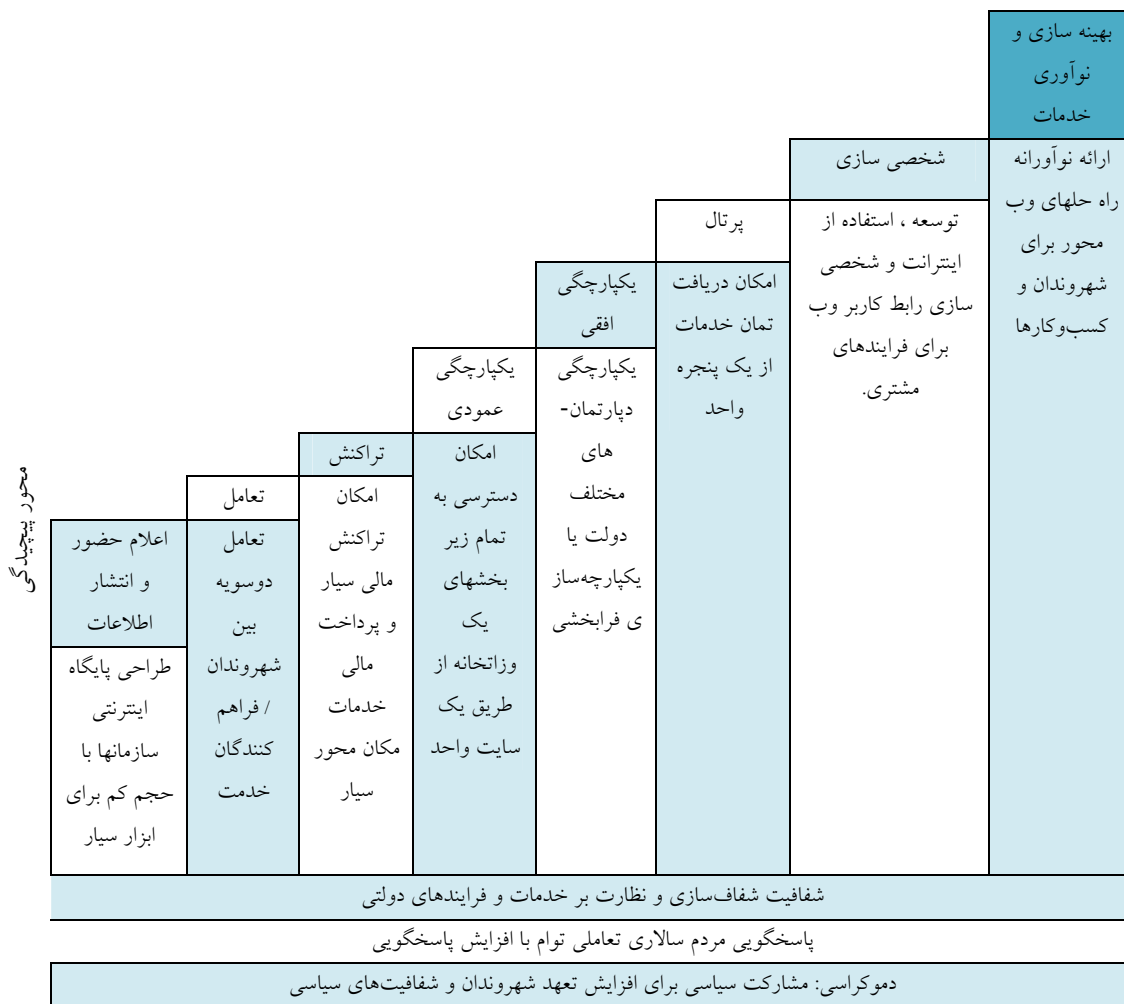 بهینه سازی و
نوآوری
خدمات
ارائه نوآورانه
راه حلهای وب
محور برای
شهروندان و
کسب‌وکارها
شخصی سازی
توسعه ، استفاده از
اینترانت و شخصی
سازی رابط کاربر وب
برای فرایندهای
مشتری.
پرتال
امکان دریافت
تمان خدمات
از یک پنجره
واحد
یکپارچگی
افقی
یکپارچگی
دپارتمان-
های
مختلف
دولت یا
یکپارچه‌ساز
ی فرابخشی
یکپارچگی
عمودی
امکان
دسترسی به
تمام زیر
بخشهای
یک
وزاتخانه از
طریق یک
سایت واحد
تراکنش
امکان
تراکنش
مالی سیار
و پرداخت
مالی
خدمات
مکان محور
سیار
تعامل
تعامل
دوسویه
بین
شهروندان
/ فراهم
کنندگان
خدمت
اعلام حضور
و انتشار
اطلاعات
طراحی پایگاه
اینترنتی
سازمانها با
حجم کم برای
ابزار سیار
محور پیچیدگی
شفافیت شفاف‌سازی و نظارت بر خدمات و فرایندهای دولتی
پاسخگویی مردم سالاری تعاملی توام با افزایش پاسخگویی
دموکراسی: مشارکت سیاسی برای افزایش تعهد شهروندان و شفافیت‌های سیاسی